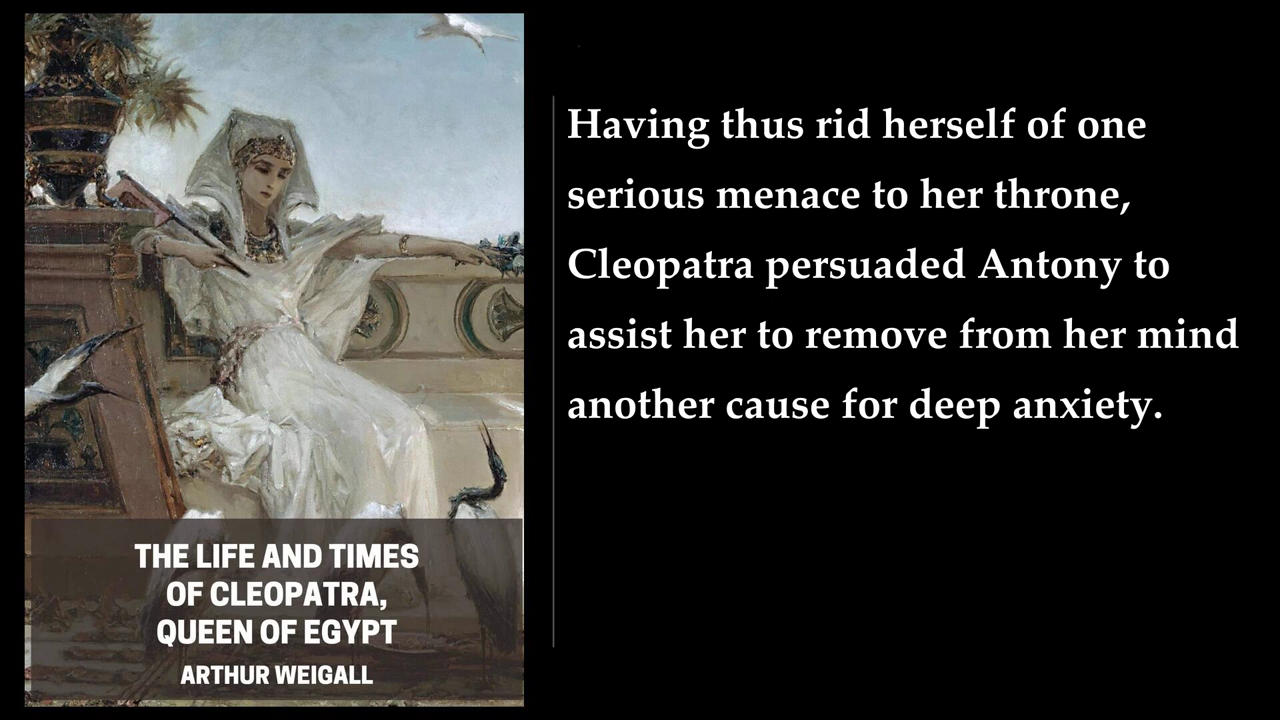 THE LIFE AND TIMES
OF CLEOPATRA,
QUEEN OF EGYPT
ARTHUR WEIGALL
Having thus rid herself of one
serious menace to her throne,
Cleopatra persuaded Antony to
assist her to remove from her mind
another cause for deep anxiety.